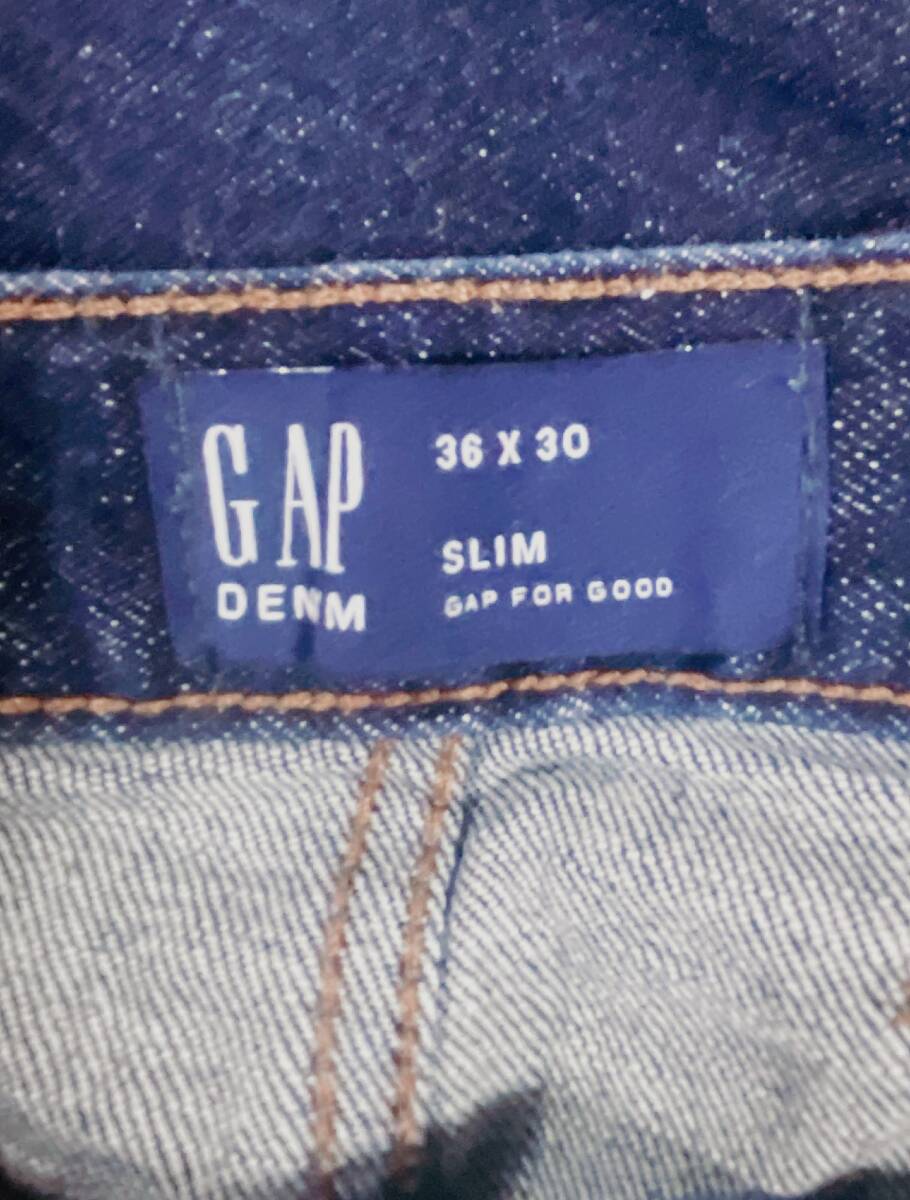 GAP
DENIM
36 X 30
SLIM
GAP FOR GOOD